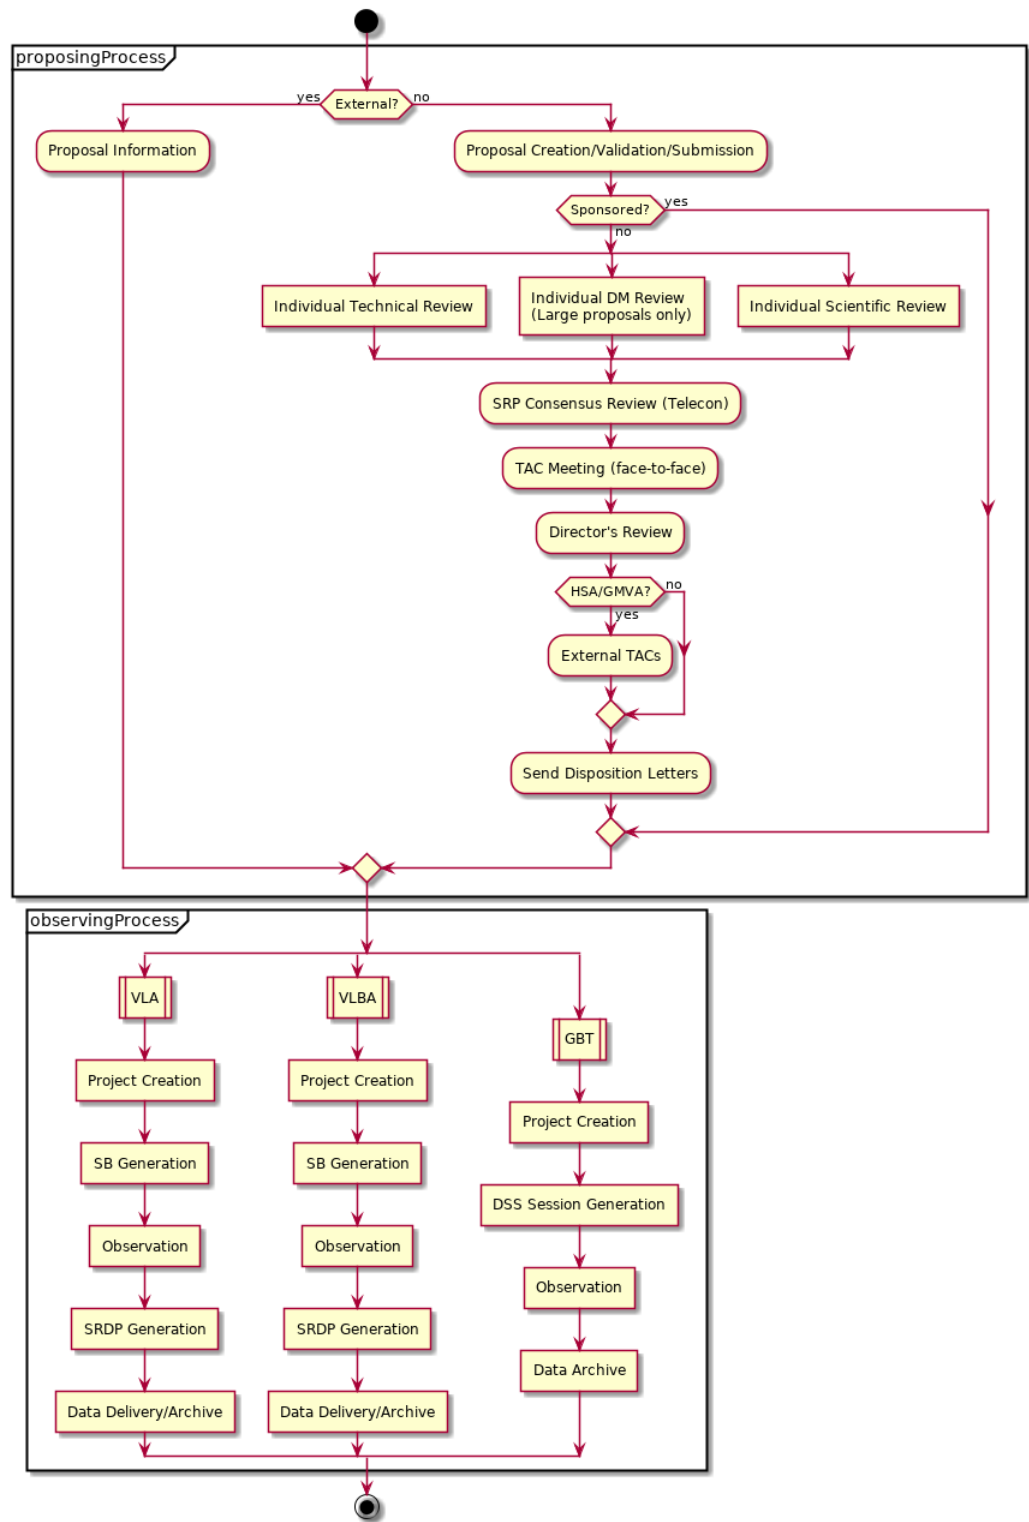 proposingProcess
yes
External?
no
Proposal Information
Proposal Creation/Validation/Submission
Sponsored?
yes
no
Individual Technical Review
Individual DM Review
(Large proposals only)
Individual Scientific Review
SRP Consensus Review (Telecon)
TAC Meeting (face-to-face)
Director's Review
HSA/GMVA?
no
yes
External TACs
Send Disposition Letters
observingProcess
VLA
Project Creation
SB Generation
Observation
SRDP Generation
Data Delivery/Archive
VLBA
Project Creation
SB Generation
Observation
SRDP Generation
Data Delivery/Archive
GBT
Project Creation
DSS Session Generation
Observation
Data Archive